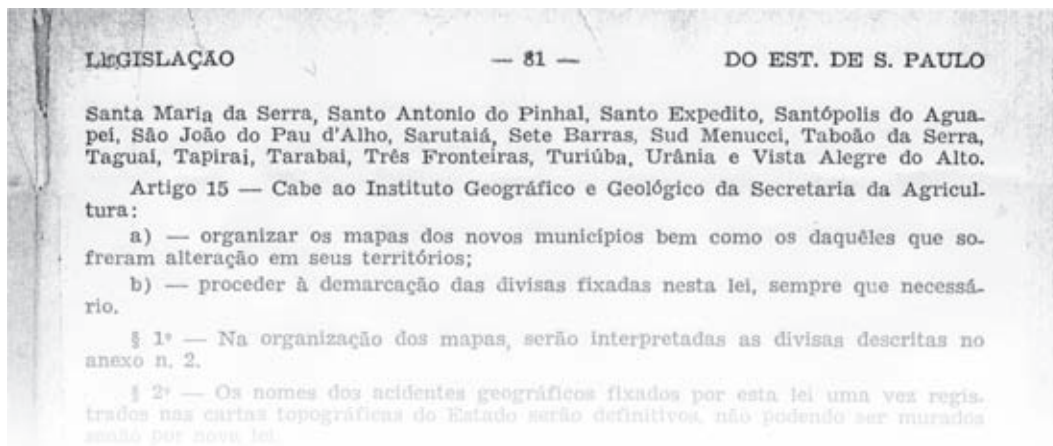 LEGISLAÇÃO — 81 — DO EST. DE S. PAULO
Santa Maria da Serra, Santo Antonio do Pinhal, Santo Expedito, Santópolis do Agua-
peí, São João do Pau d'Alho, Sarutaiá, Sete Barras, Sud Menucci, Taboão da Serra,
Taguaí, Tapiraí, Tarabaí, Três Fronteiras, Turiúba, Urânia e Vista Alegre do Alto.
Artigo 15 — Cabe ao Instituto Geográfico e Geológico da Secretaria da Agricul-
tura:
a) — organizar os mapas dos novos municípios bem como os daquêles que so-
freram alteração em seus territórios;
b) — proceder à demarcação das divisas fixadas nesta lei, sempre que necessá-
rio.
§ 1º — Na organização dos mapas, serão interpretadas as divisas descritas no
anexo n. 2.
§ 2º — Os nomes dos acidentes geográficos fixados por esta lei uma vez regis-
trados nas cartas topográficas do Estado serão definitivos, não podendo ser murados
senão por nova lei.